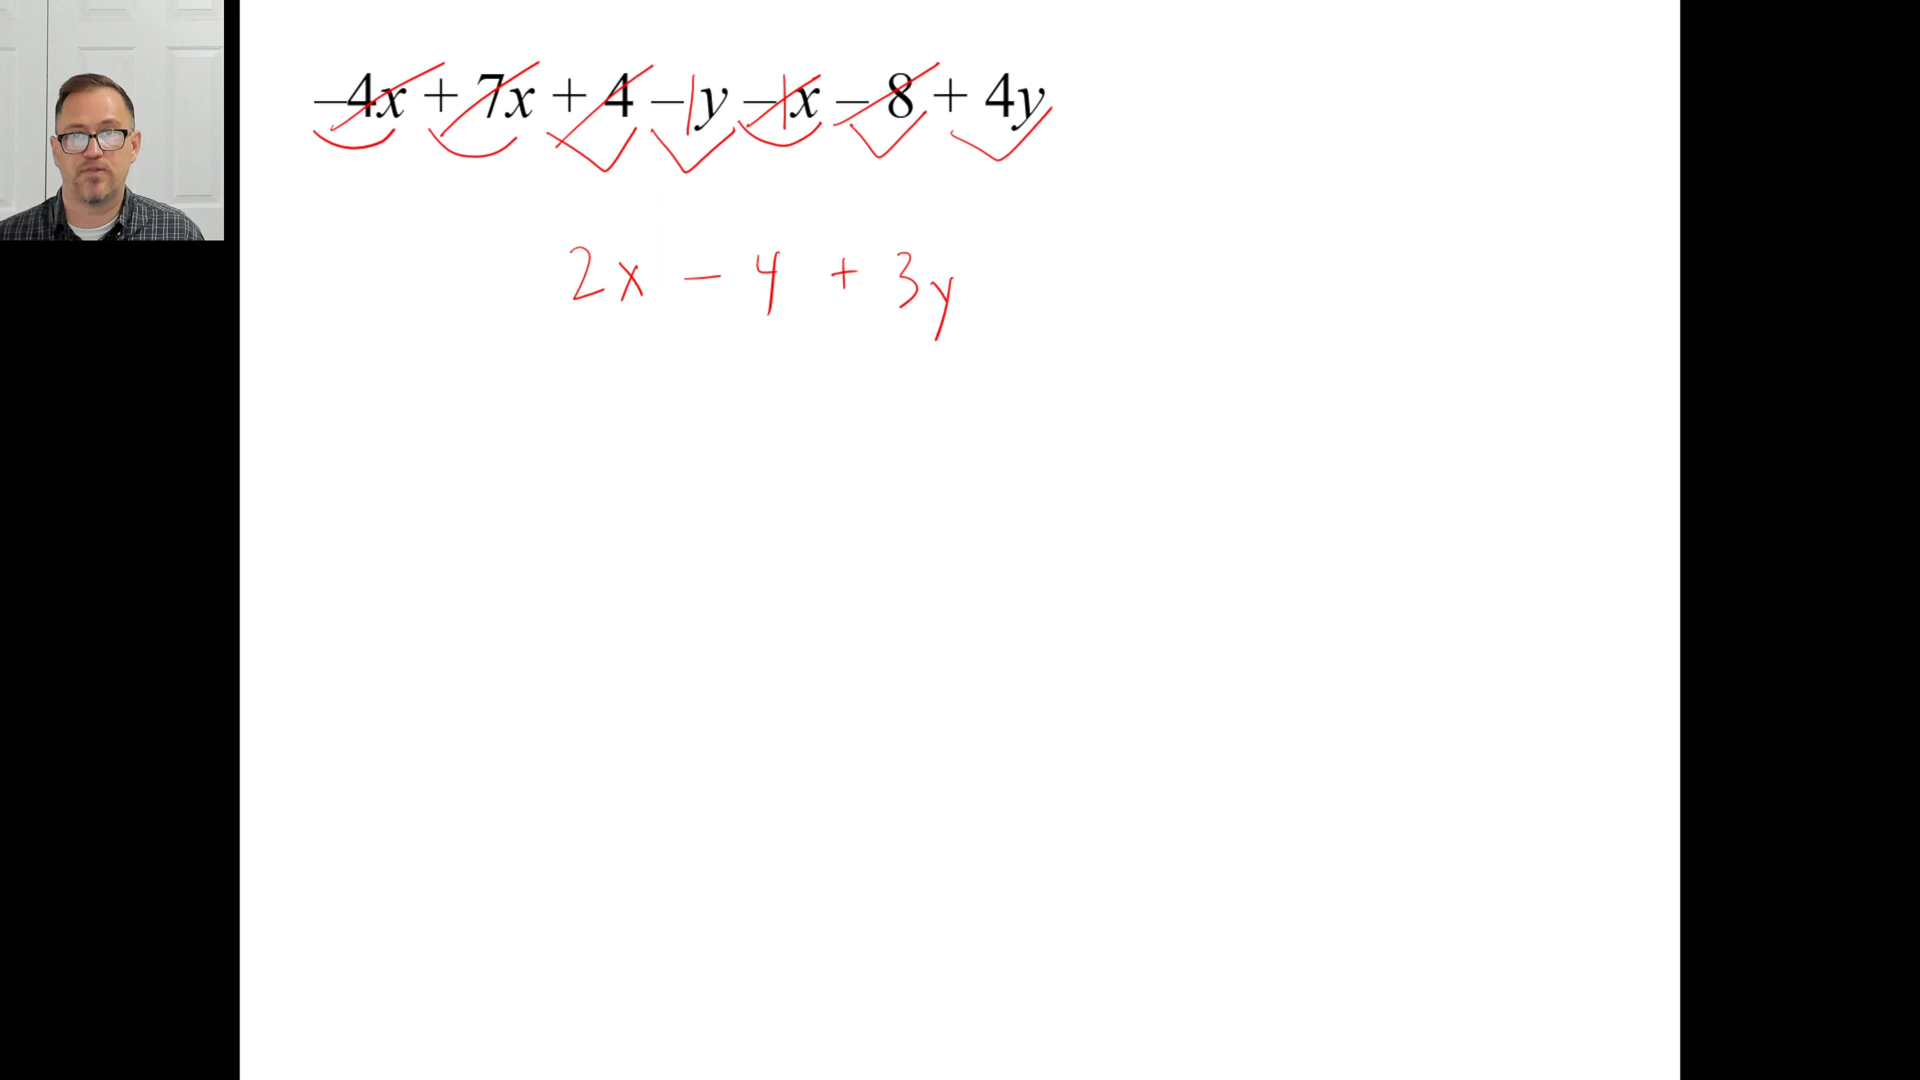 –4x + 7x + 4 – 1y – 1x – 8 + 4y
2x – 4 + 3y